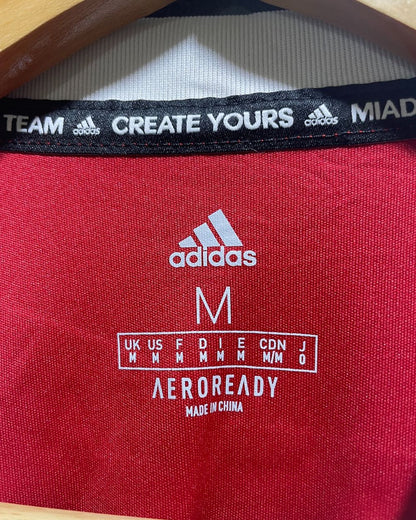 TEAM adidas CREATE YOURS adidas MIAD
adidas
M
UK US F D I E CDN J
M M M M M M M/M O
AEROREADY
MADE IN CHINA